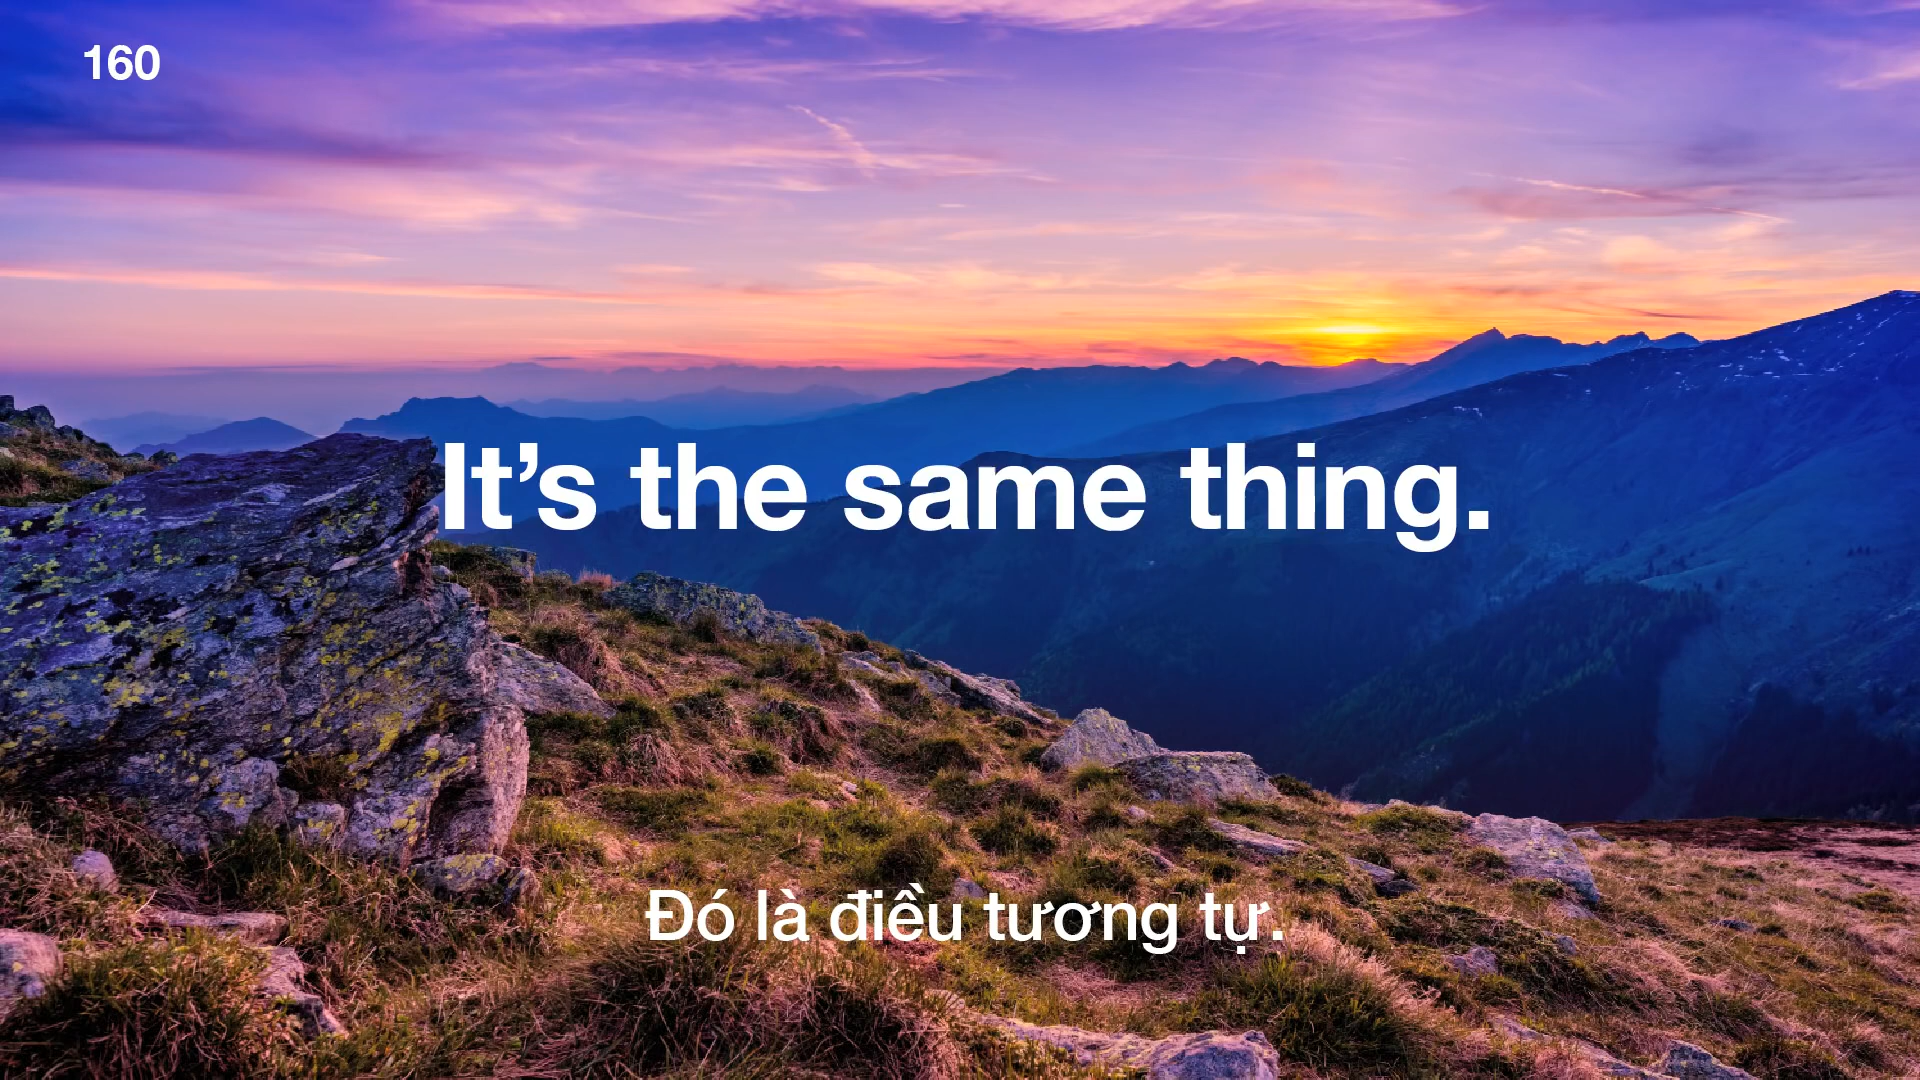 160
It’s the same thing.
Đó là điều tương tự.